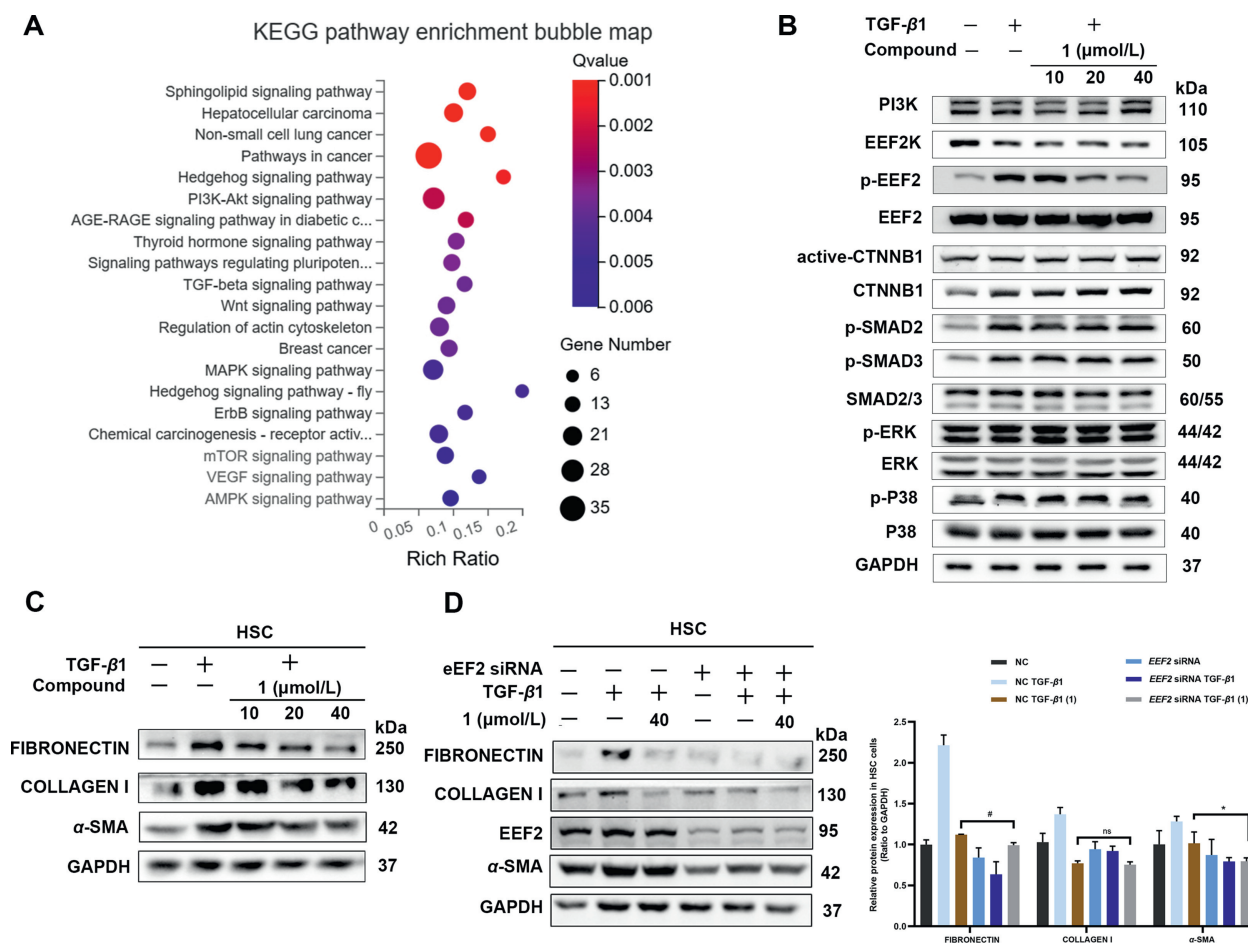 A
KEGG pathway enrichment bubble map
Sphingolipid signaling pathway
Hepatocellular carcinoma
Non-small cell lung cancer
Pathways in cancer
Hedgehog signaling pathway
PI3K-Akt signaling pathway
AGE-RAGE signaling pathway in diabetic c...
Thyroid hormone signaling pathway
Signaling pathways regulating pluripoten...
TGF-beta signaling pathway
Wnt signaling pathway
Regulation of actin cytoskeleton
Breast cancer
MAPK signaling pathway
Hedgehog signaling pathway - fly
ErbB signaling pathway
Chemical carcinogenesis - receptor activ...
mTOR signaling pathway
VEGF signaling pathway
AMPK signaling pathway
0 0.05 0.1 0.15 0.2
Rich Ratio
Qvalue
0.001
0.002
0.003
0.004
0.005
0.006
Gene Number
6
13
21
28
35
B
TGF-β1 − + +
Compound − − 1 (μmol/L)
10 20 40
kDa
PI3K 110
EEF2K 105
p-EEF2 95
EEF2 95
active-CTNNB1 92
CTNNB1 92
p-SMAD2 60
p-SMAD3 50
SMAD2/3 60/55
p-ERK 44/42
ERK 44/42
p-P38 40
P38 40
GAPDH 37
C
HSC
TGF-β1 − + +
Compound − − 1 (μmol/L)
10 20 40
kDa
FIBRONECTIN 250
COLLAGEN I 130
α-SMA 42
GAPDH 37
D
HSC
eEF2 siRNA − − − + + +
TGF-β1 − + + − + +
1 (μmol/L) − − 40 − − 40
kDa
FIBRONECTIN 250
COLLAGEN I 130
EEF2 95
α-SMA 42
GAPDH 37
NC
NC TGF-β1
NC TGF-β1 (1)
EEF2 siRNA
EEF2 siRNA TGF-β1
EEF2 siRNA TGF-β1 (1)
Relative protein expression in HSC cells
(Ratio to GAPDH)
2.5
2.0
1.5
1.0
0.5
0.0
#
ns
*
FIBRONECTIN COLLAGEN I α-SMA